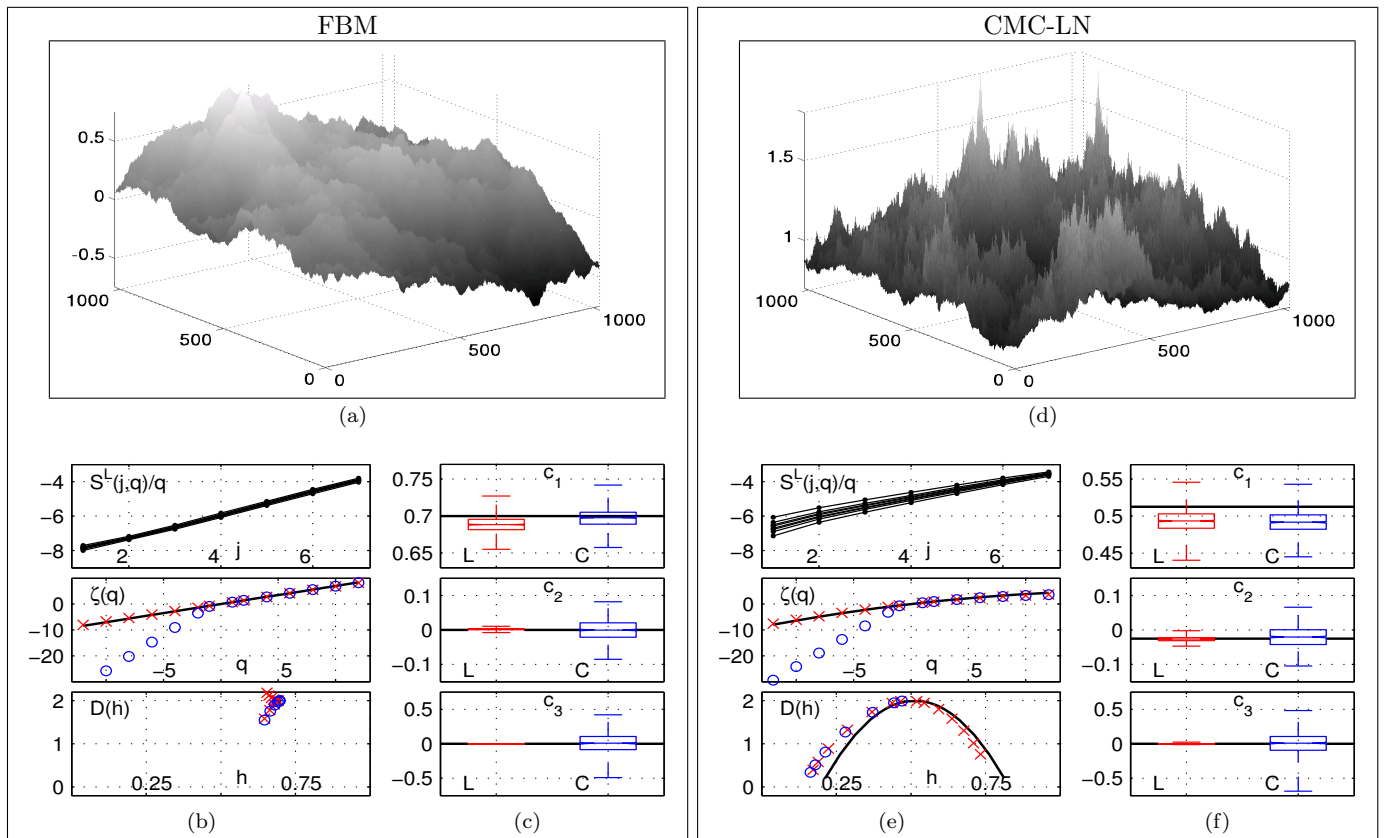 FBM
0.5
0
-0.5
1000
500
0
0
500
1000
(a)
S^L(j,q)/q
−4
−6
−8
2
4
j
6
ζ(q)
0
−10
−20
−5
q
5
D(h)
2
1
0
0.25
h
0.75
(b)
c_1
0.75
0.7
0.65
L
C
c_2
0.1
0
−0.1
L
C
c_3
0.5
0
−0.5
L
C
(c)
CMC-LN
1.5
1
1000
500
0
0
500
1000
(d)
S^L(j,q)/q
−4
−6
−8
2
4
j
6
ζ(q)
0
−10
−20
−5
q
5
D(h)
2
1
0
0.25
h
0.75
(e)
c_1
0.55
0.5
0.45
L
C
c_2
0.1
0
−0.1
L
C
c_3
0.5
0
−0.5
L
C
(f)